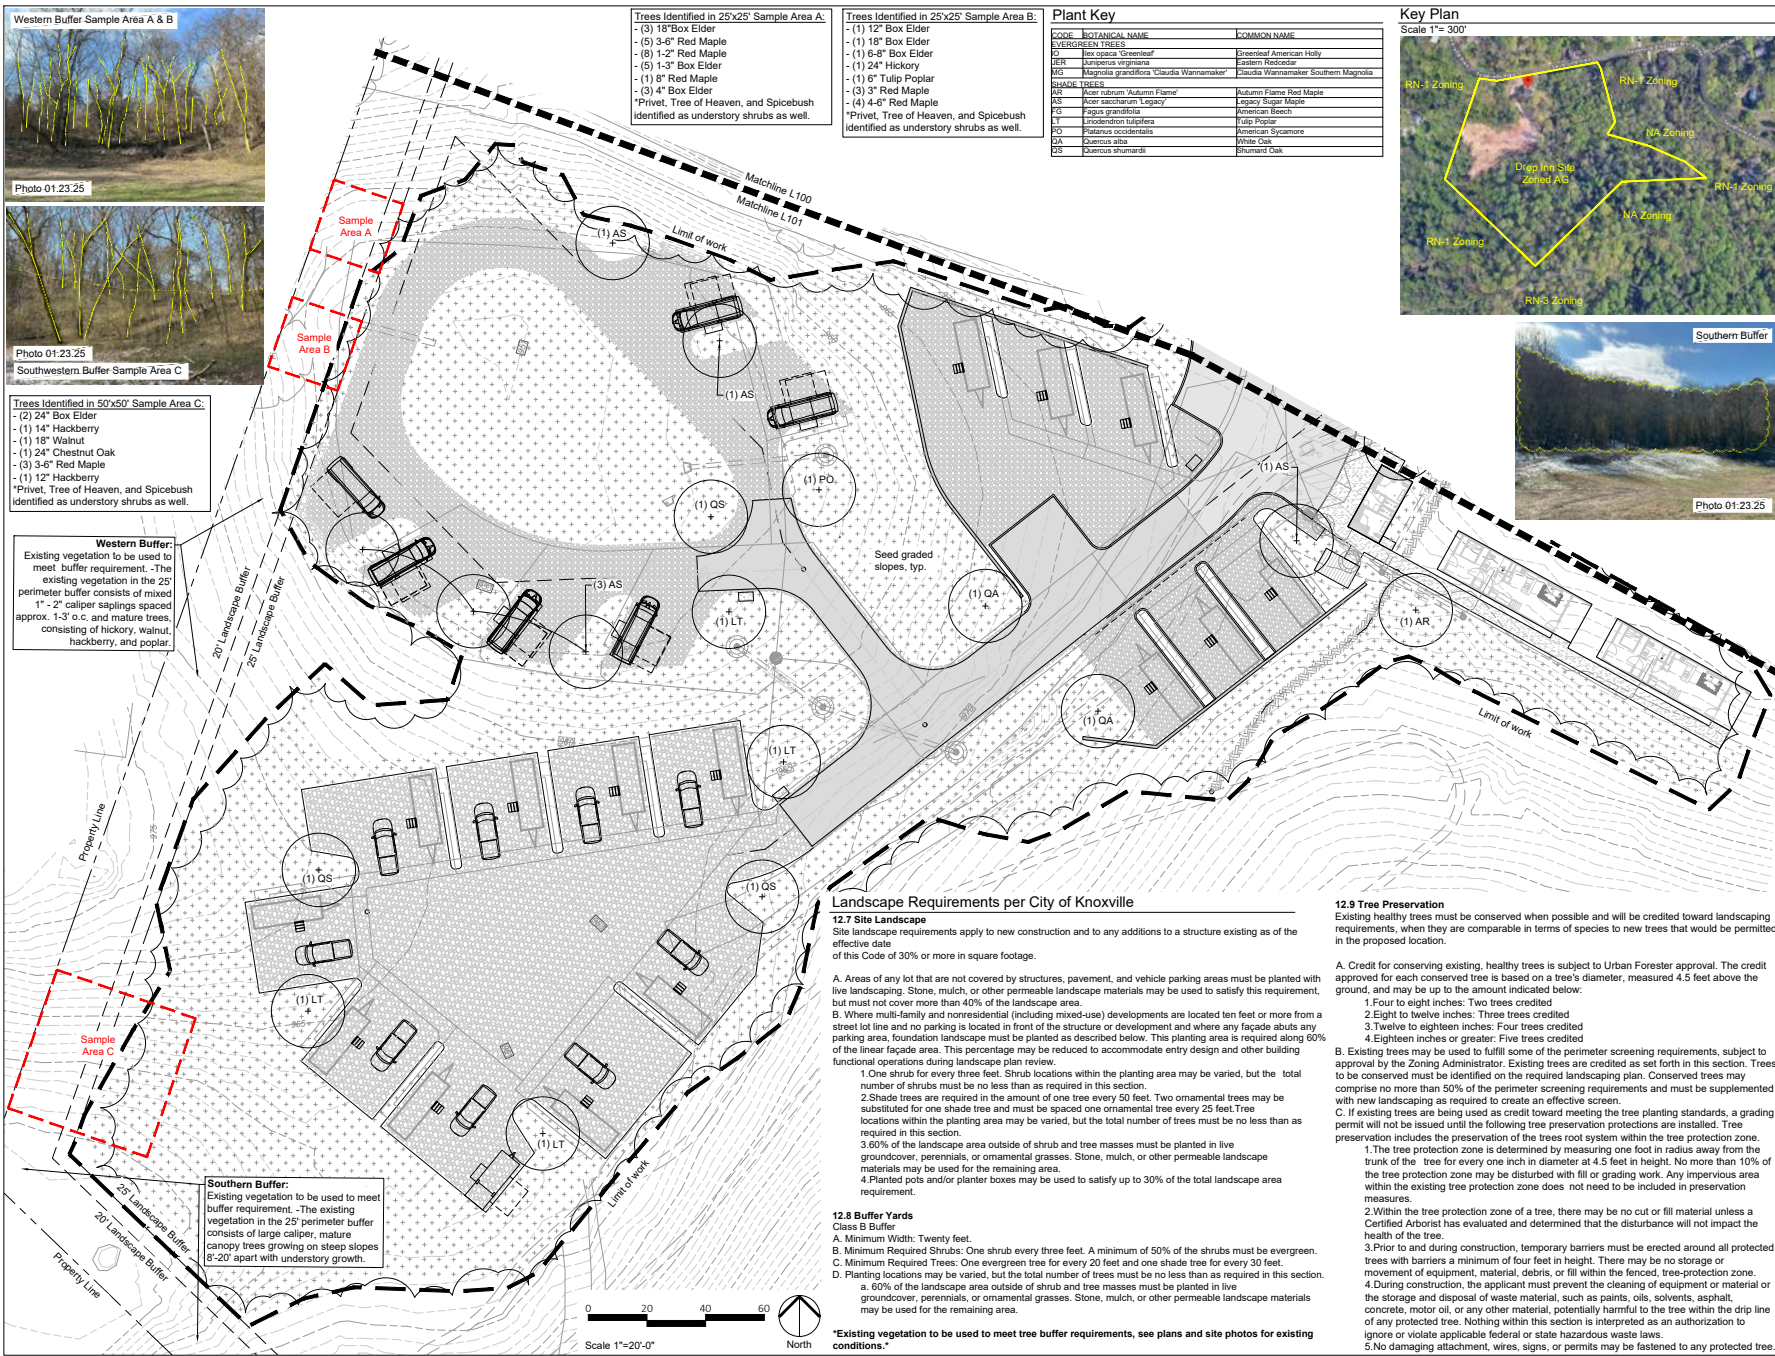 Western Buffer Sample Area A & B
Photo 01.23.25
Photo 01.23.25
Southwestern Buffer Sample Area C
Trees Identified in 25'x25' Sample Area A:
- (3) 18"Box Elder
- (5) 3-6" Red Maple
- (8) 1-2" Red Maple
- (5) 1-3" Box Elder
- (1) 8" Red Maple
- (3) 4" Box Elder
*Privet, Tree of Heaven, and Spicebush
identified as understory shrubs as well.
Trees Identified in 25'x25' Sample Area B:
- (1) 12" Box Elder
- (1) 18" Box Elder
- (1) 6-8" Box Elder
- (1) 24" Hickory
- (1) 6" Tulip Poplar
- (3) 3" Red Maple
- (4) 4-6" Red Maple
*Privet, Tree of Heaven, and Spicebush
identified as understory shrubs as well.
Plant Key
CODE BOTANICAL NAME COMMON NAME
EVERGREEN TREES
IO Ilex opaca 'Greenleaf' Greenleaf American Holly
JER Juniperus virginiana Eastern Redcedar
MG Magnolia grandiflora 'Claudia Wannamaker' Claudia Wannamaker Southern Magnolia
SHADE TREES
AR Acer rubrum 'Autumn Flame' Autumn Flame Red Maple
AS Acer saccharum 'Legacy' Legacy Sugar Maple
FG Fagus grandifolia American Beech
LT Liriodendron tulipifera Tulip Poplar
PO Platanus occidentalis American Sycamore
QA Quercus alba White Oak
QS Quercus shumardii Shumard Oak
Key Plan
Scale 1"= 300'
RN-1 Zoning
RN-1 Zoning
NA Zoning
Drop Inn Site
Zoned AG
RN-1 Zoning
NA Zoning
RN-1 Zoning
RN-3 Zoning
Southern Buffer
Photo 01.23.25
Trees Identified in 50'x50' Sample Area C:
- (2) 24" Box Elder
- (1) 14" Hackberry
- (1) 18" Walnut
- (1) 24" Chestnut Oak
- (3) 3-6" Red Maple
- (1) 12" Hackberry
*Privet, Tree of Heaven, and Spicebush
identified as understory shrubs as well.
Western Buffer:
Existing vegetation to be used to
meet buffer requirement. -The
existing vegetation in the 25'
perimeter buffer consists of mixed
1" - 2" caliper saplings spaced
approx. 1-3' o.c. and mature trees,
consisting of hickory, walnut,
hackberry, and poplar.
Sample
Area A
Sample
Area B
Matchline L100
Matchline L101
Limit of work
(1) AS
(1) AS
(1) PO
(1) QS
(1) AS
(3) AS
Seed graded
slopes, typ.
(1) QA
(1) LT
(1) AR
(1) QA
(1) LT
Limit of work
20' Landscape Buffer
25' Landscape Buffer
Property Line
975
(1) QS
(1) QS
(1) LT
965
(1) LT
Sample
Area C
Limit of work
25' Landscape Buffer
20' Landscape Buffer
Property Line
Southern Buffer:
Existing vegetation to be used to meet
buffer requirement. -The existing
vegetation in the 25' perimeter buffer
consists of large caliper, mature
canopy trees growing on steep slopes
8'-20' apart with understory growth.
0 20 40 60
Scale 1"=20'-0"
North
Landscape Requirements per City of Knoxville
12.7 Site Landscape
Site landscape requirements apply to new construction and to any additions to a structure existing as of the
effective date
of this Code of 30% or more in square footage.
A. Areas of any lot that are not covered by structures, pavement, and vehicle parking areas must be planted with
live landscaping. Stone, mulch, or other permeable landscape materials may be used to satisfy this requirement,
but must not cover more than 40% of the landscape area.
B. Where multi-family and nonresidential (including mixed-use) developments are located ten feet or more from a
street lot line and no parking is located in front of the structure or development and where any façade abuts any
parking area, foundation landscape must be planted as described below. This planting area is required along 60%
of the linear façade area. This percentage may be reduced to accommodate entry design and other building
functional operations during landscape plan review.
1.One shrub for every three feet. Shrub locations within the planting area may be varied, but the total
number of shrubs must be no less than as required in this section.
2.Shade trees are required in the amount of one tree every 50 feet. Two ornamental trees may be
substituted for one shade tree and must be spaced one ornamental tree every 25 feet.Tree
locations within the planting area may be varied, but the total number of trees must be no less than as
required in this section.
3.60% of the landscape area outside of shrub and tree masses must be planted in live
groundcover, perennials, or ornamental grasses. Stone, mulch, or other permeable landscape
materials may be used for the remaining area.
4.Planted pots and/or planter boxes may be used to satisfy up to 30% of the total landscape area
requirement.
12.8 Buffer Yards
Class B Buffer
A. Minimum Width: Twenty feet.
B. Minimum Required Shrubs: One shrub every three feet. A minimum of 50% of the shrubs must be evergreen.
C. Minimum Required Trees: One evergreen tree for every 20 feet and one shade tree for every 30 feet.
D. Planting locations may be varied, but the total number of trees must be no less than as required in this section.
a. 60% of the landscape area outside of shrub and tree masses must be planted in live
groundcover, perennials, or ornamental grasses. Stone, mulch, or other permeable landscape materials
may be used for the remaining area.
*Existing vegetation to be used to meet tree buffer requirements, see plans and site photos for existing
conditions.*
12.9 Tree Preservation
Existing healthy trees must be conserved when possible and will be credited toward landscaping
requirements, when they are comparable in terms of species to new trees that would be permitted
in the proposed location.
A. Credit for conserving existing, healthy trees is subject to Urban Forester approval. The credit
approved for each conserved tree is based on a tree's diameter, measured 4.5 feet above the
ground, and may be up to the amount indicated below:
1.Four to eight inches: Two trees credited
2.Eight to twelve inches: Three trees credited
3.Twelve to eighteen inches: Four trees credited
4.Eighteen inches or greater: Five trees credited
B. Existing trees may be used to fulfill some of the perimeter screening requirements, subject to
approval by the Zoning Administrator. Existing trees are credited as set forth in this section. Trees
to be conserved must be identified on the required landscaping plan. Conserved trees may
comprise no more than 50% of the perimeter screening requirements and must be supplemented
with new landscaping as required to create an effective screen.
C. If existing trees are being used as credit toward meeting the tree planting standards, a grading
permit will not be issued until the following tree preservation protections are installed. Tree
preservation includes the preservation of the trees root system within the tree protection zone.
1.The tree protection zone is determined by measuring one foot in radius away from the
trunk of the tree for every one inch in diameter at 4.5 feet in height. No more than 10% of
the tree protection zone may be disturbed with fill or grading work. Any impervious area
within the existing tree protection zone does not need to be included in preservation
measures.
2.Within the tree protection zone of a tree, there may be no cut or fill material unless a
Certified Arborist has evaluated and determined that the disturbance will not impact the
health of the tree.
3.Prior to and during construction, temporary barriers must be erected around all protected
trees with barriers a minimum of four feet in height. There may be no storage or
movement of equipment, material, debris, or fill within the fenced, tree-protection zone.
4.During construction, the applicant must prevent the cleaning of equipment or material or
the storage and disposal of waste material, such as paints, oils, solvents, asphalt,
concrete, motor oil, or any other material, potentially harmful to the tree within the drip line
of any protected tree. Nothing within this section is interpreted as an authorization to
ignore or violate applicable federal or state hazardous waste laws.
5.No damaging attachment, wires, signs, or permits may be fastened to any protected tree.